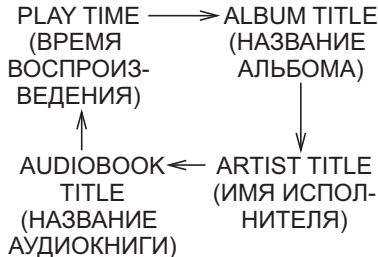 PLAY TIME
(ВРЕМЯ
ВОСПРОИЗ-
ВЕДЕНИЯ)
ALBUM TITLE
(НАЗВАНИЕ
АЛЬБОМА)
AUDIOBOOK
TITLE
(НАЗВАНИЕ
АУДИОКНИГИ)
ARTIST TITLE
(ИМЯ ИСПОЛ-
НИТЕЛЯ)